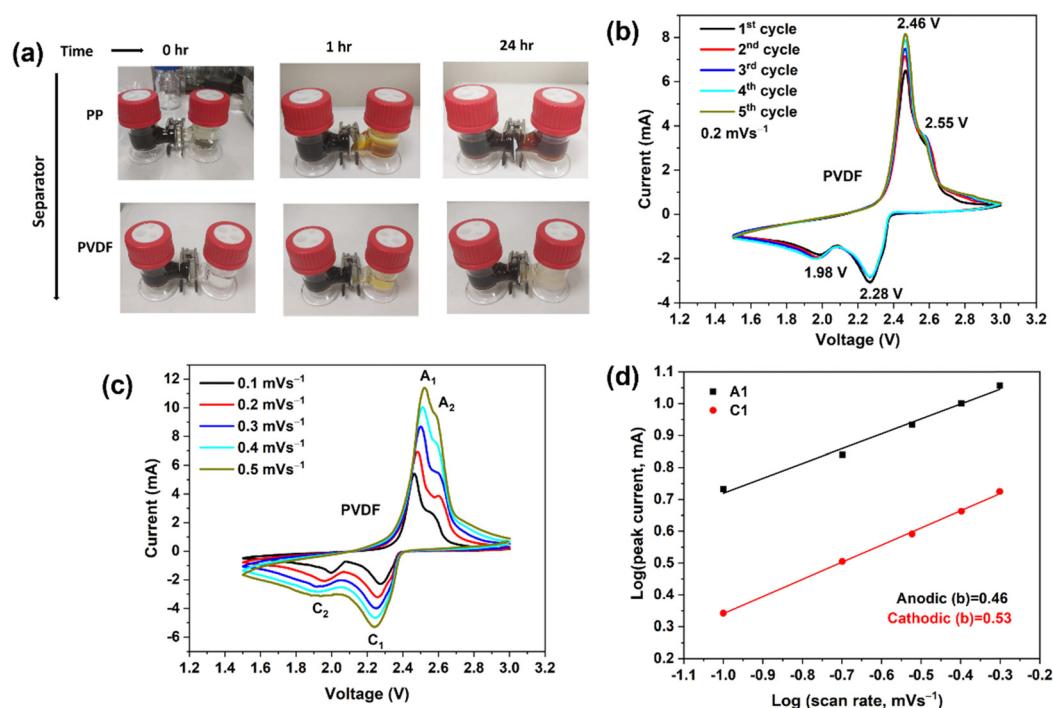 (a)
Time
0 hr
1 hr
24 hr
Separator
PP
PVDF
(b)
1st cycle
2nd cycle
3rd cycle
4th cycle
5th cycle
0.2 mVs⁻¹
PVDF
2.46 V
2.55 V
1.98 V
2.28 V
Current (mA)
8
6
4
2
0
-2
-4
1.2 1.4 1.6 1.8 2.0 2.2 2.4 2.6 2.8 3.0 3.2
Voltage (V)
(c)
0.1 mVs⁻¹
0.2 mVs⁻¹
0.3 mVs⁻¹
0.4 mVs⁻¹
0.5 mVs⁻¹
PVDF
A₁
A₂
C₂
C₁
Current (mA)
12
10
8
6
4
2
0
-2
-4
-6
1.2 1.4 1.6 1.8 2.0 2.2 2.4 2.6 2.8 3.0 3.2
Voltage (V)
(d)
A1
C1
Anodic (b)=0.46
Cathodic (b)=0.53
Log(peak current, mA)
1.1
1.0
0.9
0.8
0.7
0.6
0.5
0.4
0.3
0.2
-1.1 -1.0 -0.9 -0.8 -0.7 -0.6 -0.5 -0.4 -0.3 -0.2
Log (scan rate, mVs⁻¹)